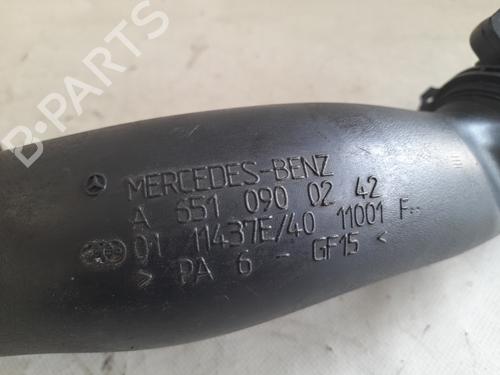 B-PARTS
MERCEDES-BENZ
A 651 090 02 42
01 11437E/40 11001 F
> PA 6 - GF15 <